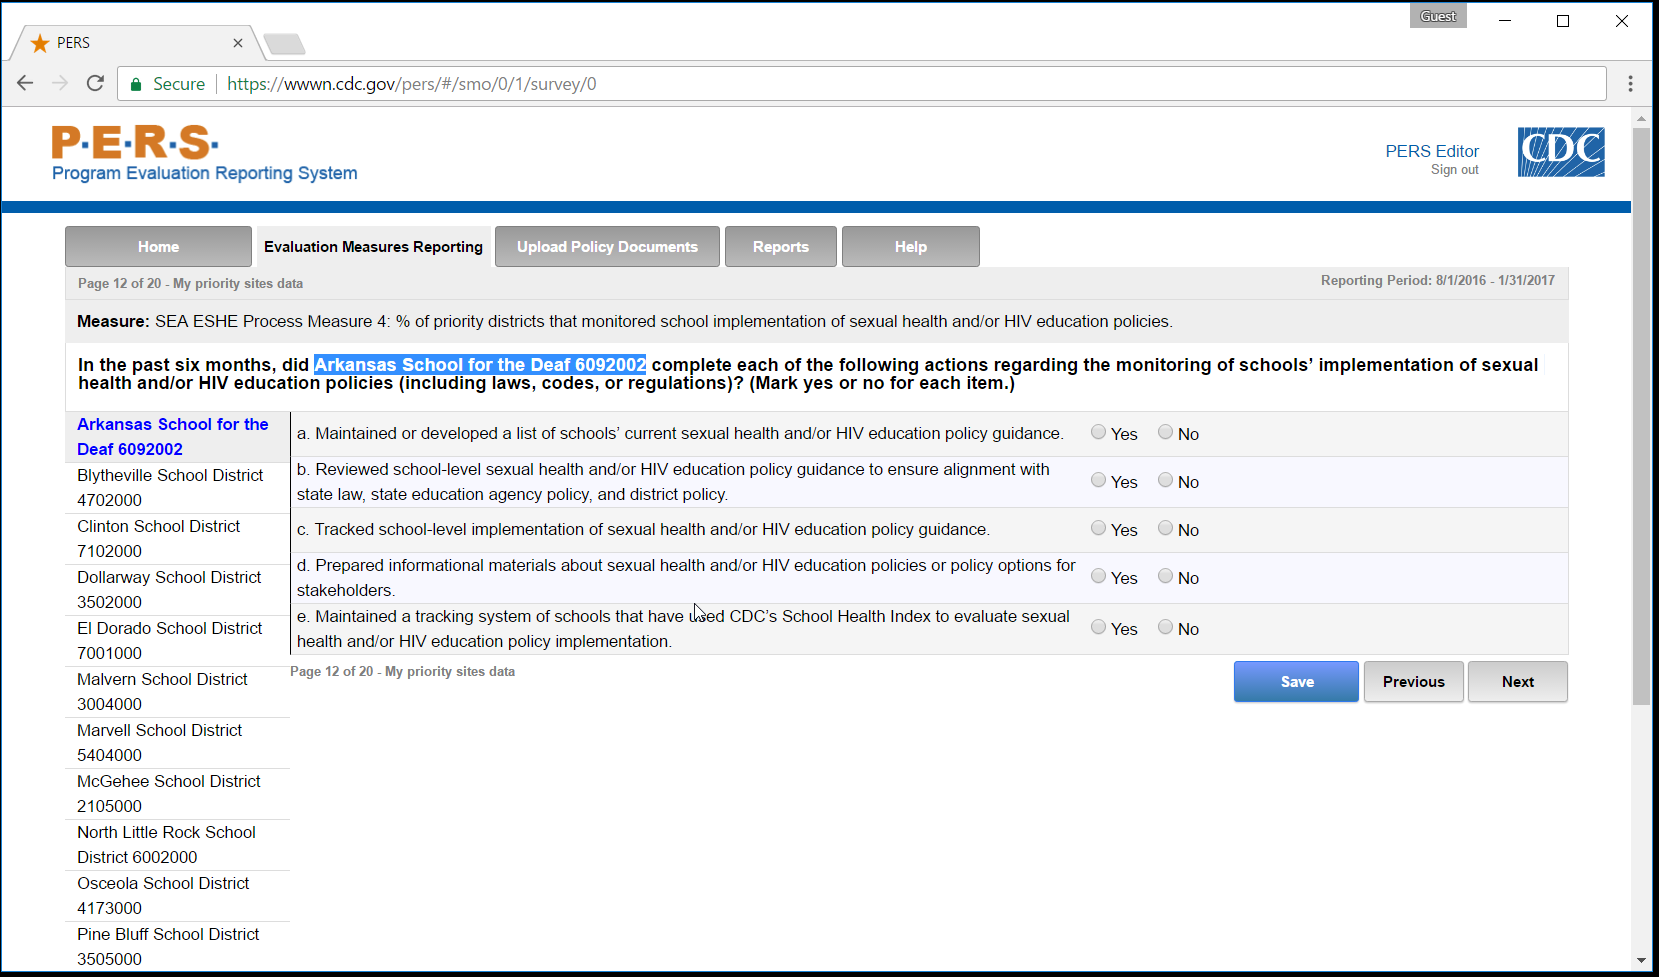 Guest
PERS
Secure
https://wwwn.cdc.gov/pers/#/smo/0/1/survey/0
P·E·R·S·
Program Evaluation Reporting System
PERS Editor
Sign out
CDC
Home
Evaluation Measures Reporting
Upload Policy Documents
Reports
Help
Page 12 of 20 - My priority sites data
Reporting Period: 8/1/2016 - 1/31/2017
Measure: SEA ESHE Process Measure 4: % of priority districts that monitored school implementation of sexual health and/or HIV education policies.
In the past six months, did Arkansas School for the Deaf 6092002 complete each of the following actions regarding the monitoring of schools’ implementation of sexual
health and/or HIV education policies (including laws, codes, or regulations)? (Mark yes or no for each item.)
Arkansas School for the
Deaf 6092002
Blytheville School District
4702000
Clinton School District
7102000
Dollarway School District
3502000
El Dorado School District
7001000
Malvern School District
3004000
Marvell School District
5404000
McGehee School District
2105000
North Little Rock School
District 6002000
Osceola School District
4173000
Pine Bluff School District
3505000
a. Maintained or developed a list of schools’ current sexual health and/or HIV education policy guidance. Yes No
b. Reviewed school-level sexual health and/or HIV education policy guidance to ensure alignment with
state law, state education agency policy, and district policy. Yes No
c. Tracked school-level implementation of sexual health and/or HIV education policy guidance. Yes No
d. Prepared informational materials about sexual health and/or HIV education policies or policy options for
stakeholders. Yes No
e. Maintained a tracking system of schools that have used CDC’s School Health Index to evaluate sexual
health and/or HIV education policy implementation. Yes No
Page 12 of 20 - My priority sites data
Save
Previous
Next